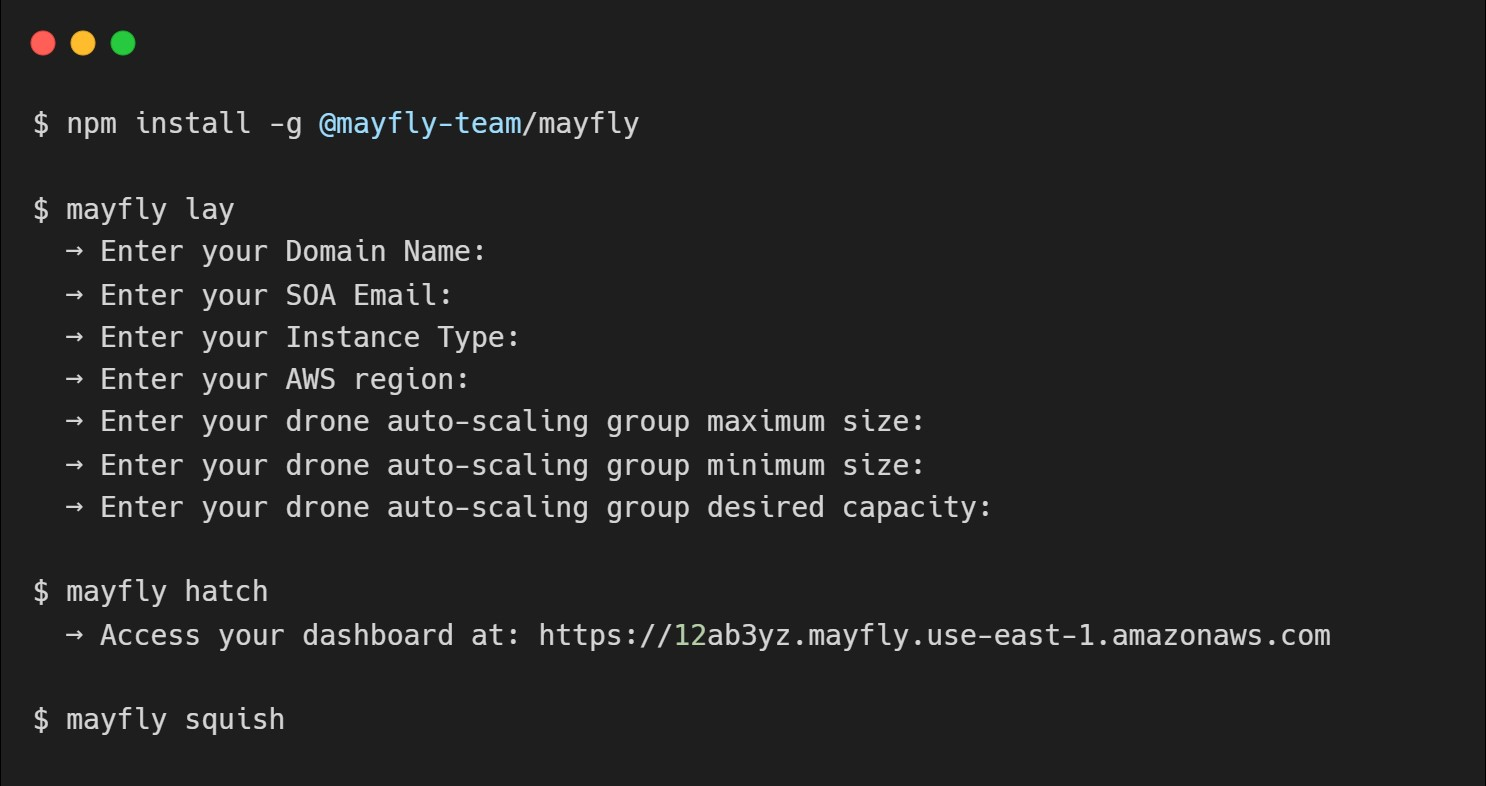 $ npm install -g @mayfly-team/mayfly
$ mayfly lay
→ Enter your Domain Name:
→ Enter your SOA Email:
→ Enter your Instance Type:
→ Enter your AWS region:
→ Enter your drone auto-scaling group maximum size:
→ Enter your drone auto-scaling group minimum size:
→ Enter your drone auto-scaling group desired capacity:
$ mayfly hatch
→ Access your dashboard at: https://12ab3yz.mayfly.use-east-1.amazonaws.com
$ mayfly squish